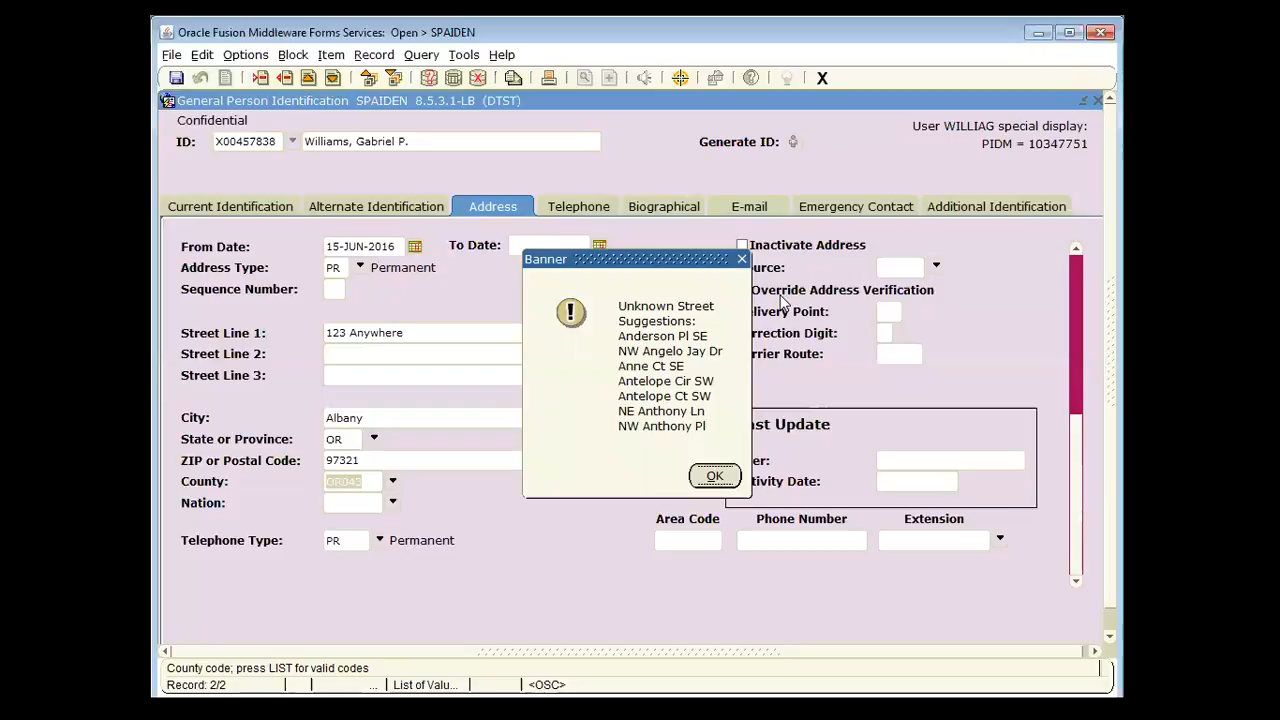 Oracle Fusion Middleware Forms Services: Open > SPAIDEN
File Edit Options Block Item Record Query Tools Help
X
General Person Identification SPAIDEN 8.5.3.1-LB (DTST)
Confidential
ID: X00457838 Williams, Gabriel P. Generate ID:
User WILLIAG special display:
PIDM = 10347751
Current Identification Alternate Identification Address Telephone Biographical E-mail Emergency Contact Additional Identification
From Date: 15-JUN-2016 To Date: Inactivate Address
Address Type: PR Permanent ource:
Sequence Number: Override Address Verification
elivery Point:
Street Line 1: 123 Anywhere rrection Digit:
Street Line 2: rrier Route:
Street Line 3:
City: Albany st Update
State or Province: OR
ZIP or Postal Code: 97321 er:
County: OR043 tivity Date:
Nation:
Area Code Phone Number Extension
Telephone Type: PR Permanent
Banner
Unknown Street
Suggestions:
Anderson Pl SE
NW Angelo Jay Dr
Anne Ct SE
Antelope Cir SW
Antelope Ct SW
NE Anthony Ln
NW Anthony Pl
OK
County code; press LIST for valid codes
Record: 2/2 ... List of Valu... <OSC>